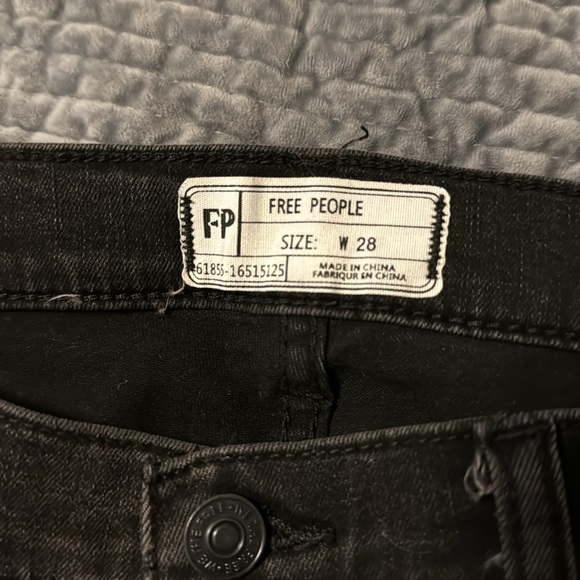 FP
FREE PEOPLE
SIZE: W 28
61855-16515125
MADE IN CHINA
FABRIQUR EN CHINA